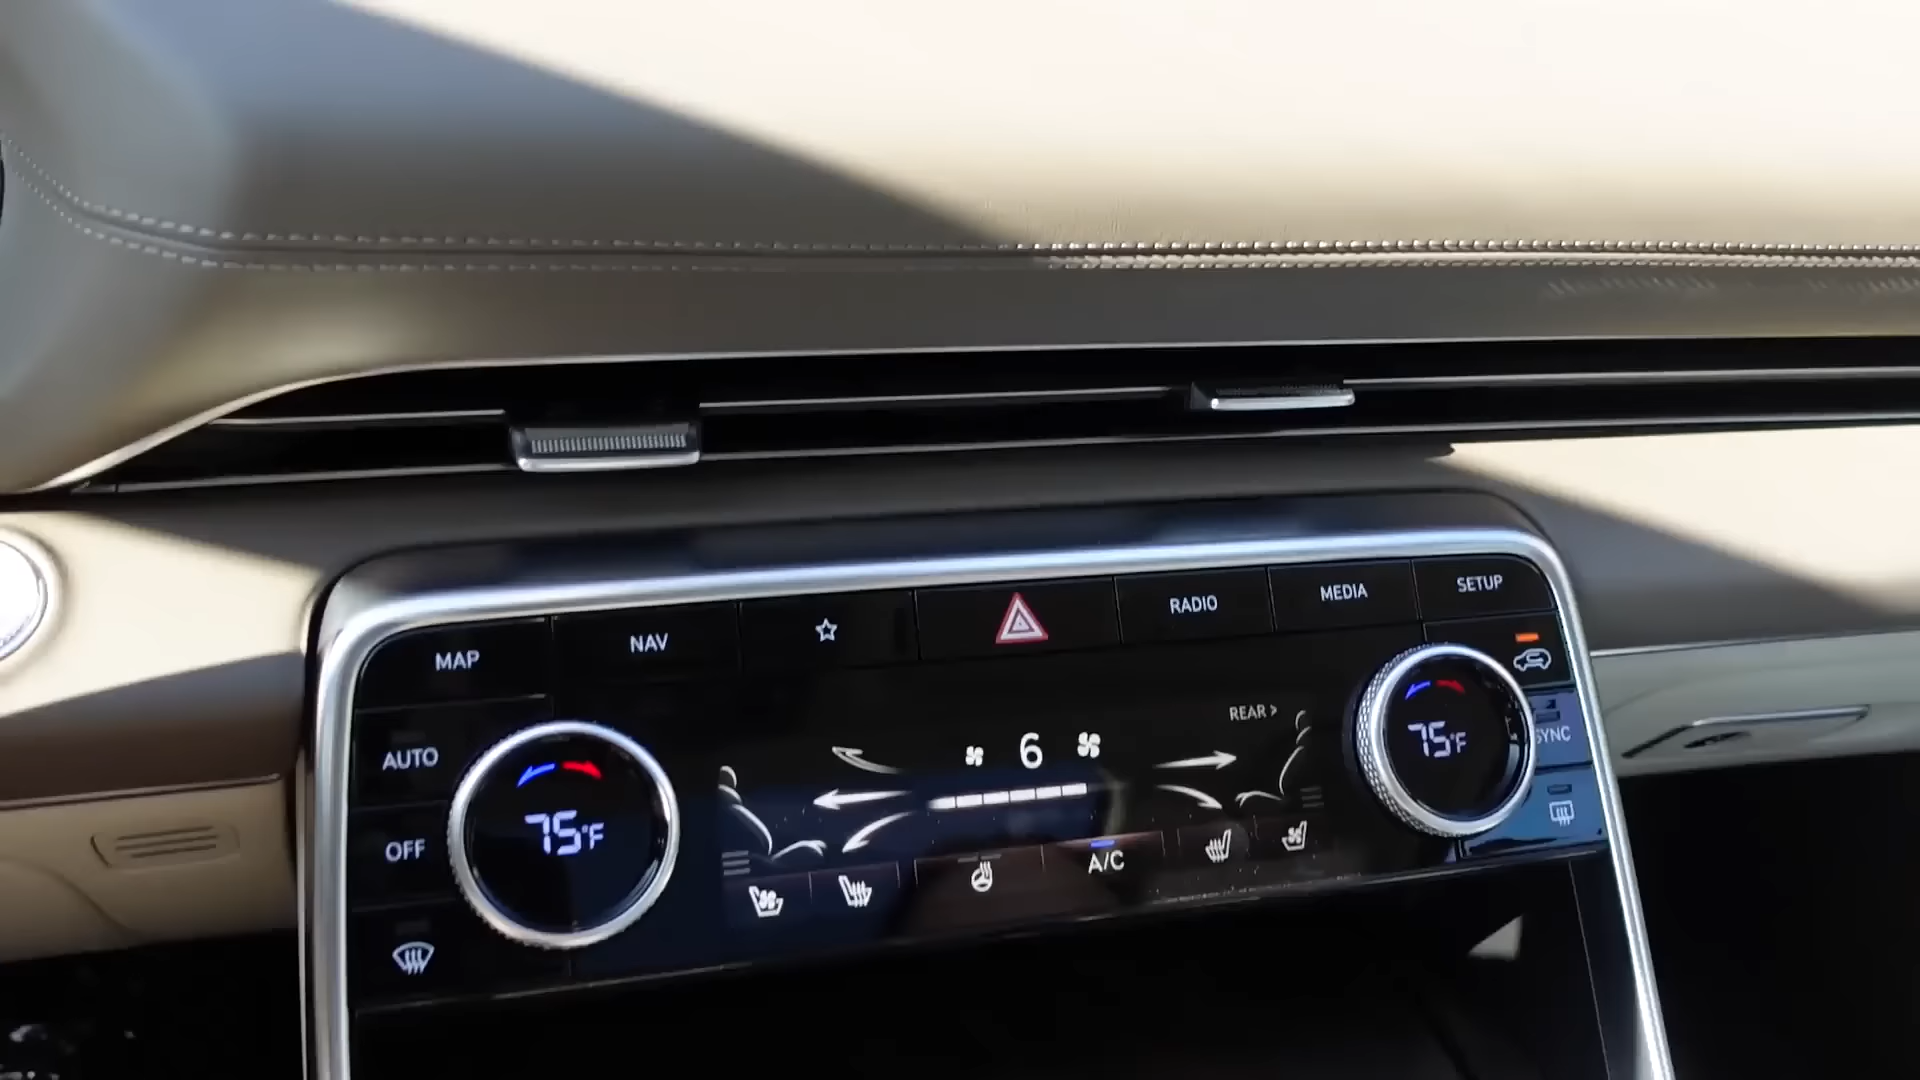 MAP
NAV
RADIO
MEDIA
SETUP
AUTO
75°F
6
REAR >
75°F
SYNC
OFF
A/C